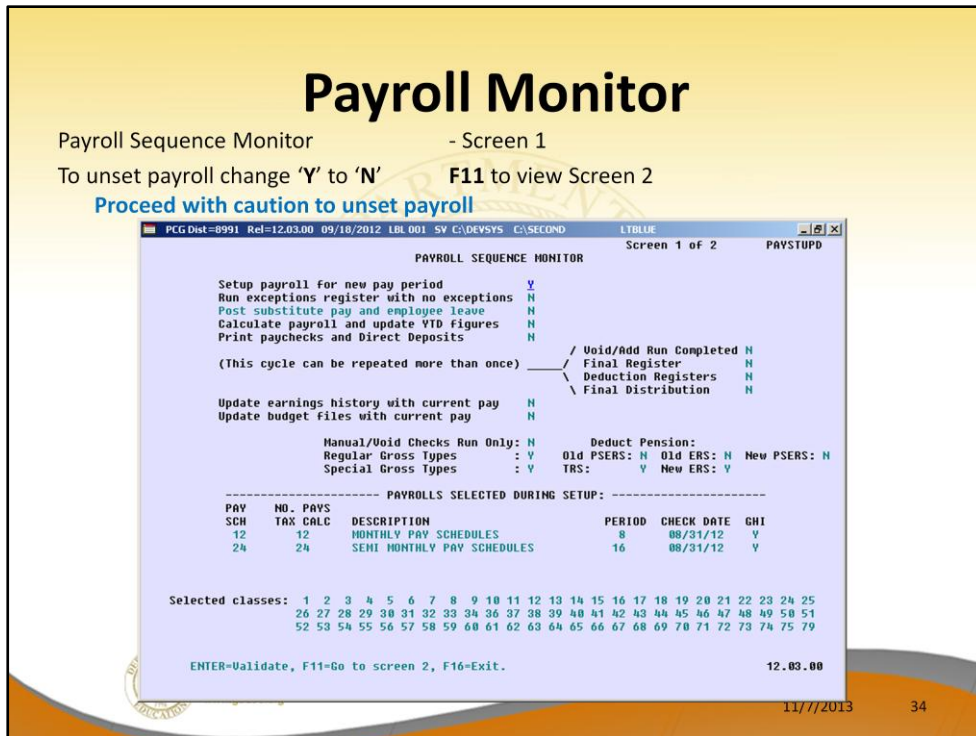 Payroll Monitor
Payroll Sequence Monitor - Screen 1
To unset payroll change ‘Y’ to ‘N’ F11 to view Screen 2
Proceed with caution to unset payroll
PCG Dist=8991 Rel=12.03.00 09/18/2012 LBL 001 SV C:\DEVSYS C:\SECOND LTBLUE
Screen 1 of 2 PAYSTUPD
PAYROLL SEQUENCE MONITOR
Setup payroll for new pay period Y
Run exceptions register with no exceptions N
Post substitute pay and employee leave N
Calculate payroll and update YTD figures N
Print paychecks and Direct Deposits N
/ Void/Add Run Completed N
(This cycle can be repeated more than once) _____/ Final Register N
\ Deduction Registers N
\ Final Distribution N
Update earnings history with current pay N
Update budget files with current pay N
Manual/Void Checks Run Only: N Deduct Pension:
Regular Gross Types : Y Old PSERS: N Old ERS: N New PSERS: N
Special Gross Types : Y TRS: Y New ERS: Y
---------------------- PAYROLLS SELECTED DURING SETUP: ----------------------
PAY NO. PAYS
SCH TAX CALC DESCRIPTION PERIOD CHECK DATE GHI
12 12 MONTHLY PAY SCHEDULES 8 08/31/12 Y
24 24 SEMI MONTHLY PAY SCHEDULES 16 08/31/12 Y
Selected classes: 1 2 3 4 5 6 7 8 9 10 11 12 13 14 15 16 17 18 19 20 21 22 23 24 25
26 27 28 29 30 31 32 33 34 36 37 38 39 40 41 42 43 44 45 46 47 48 49 50 51
52 53 54 55 56 57 58 59 60 61 62 63 64 65 66 67 68 69 70 71 72 73 74 75 79
ENTER=Validate, F11=Go to screen 2, F16=Exit. 12.03.00
EDUCATION
11/7/2013 34